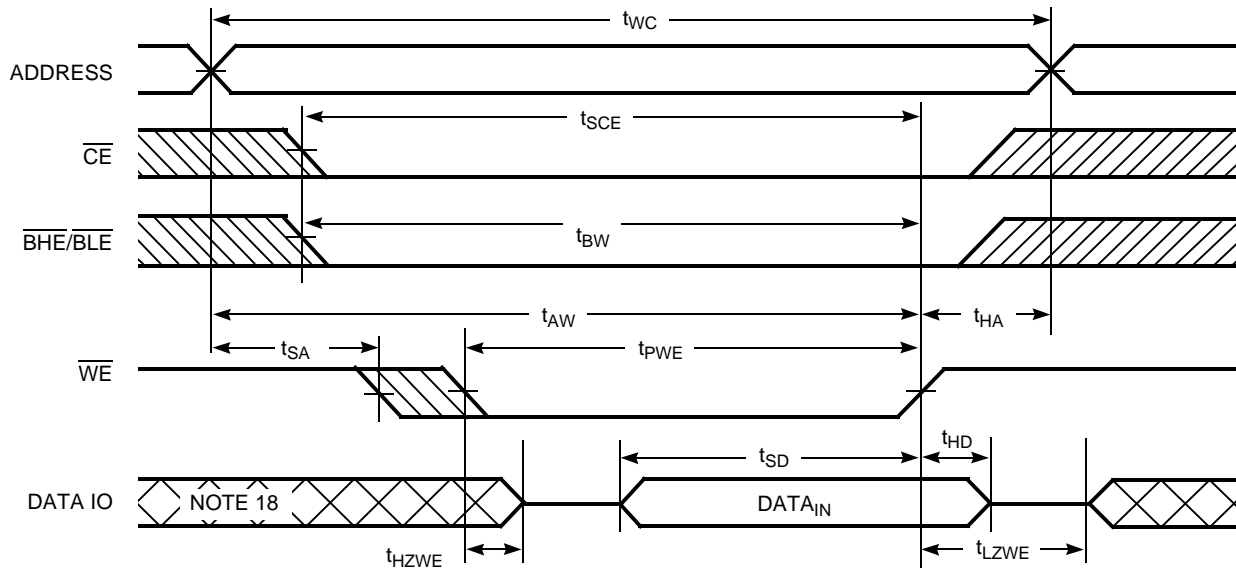 tWC
ADDRESS
tSCE
CE
BHE/BLE
tBW
tAW
tHA
tSA
tPWE
WE
tSD
tHD
DATA IO
NOTE 18
DATAIN
tHZWE
tLZWE